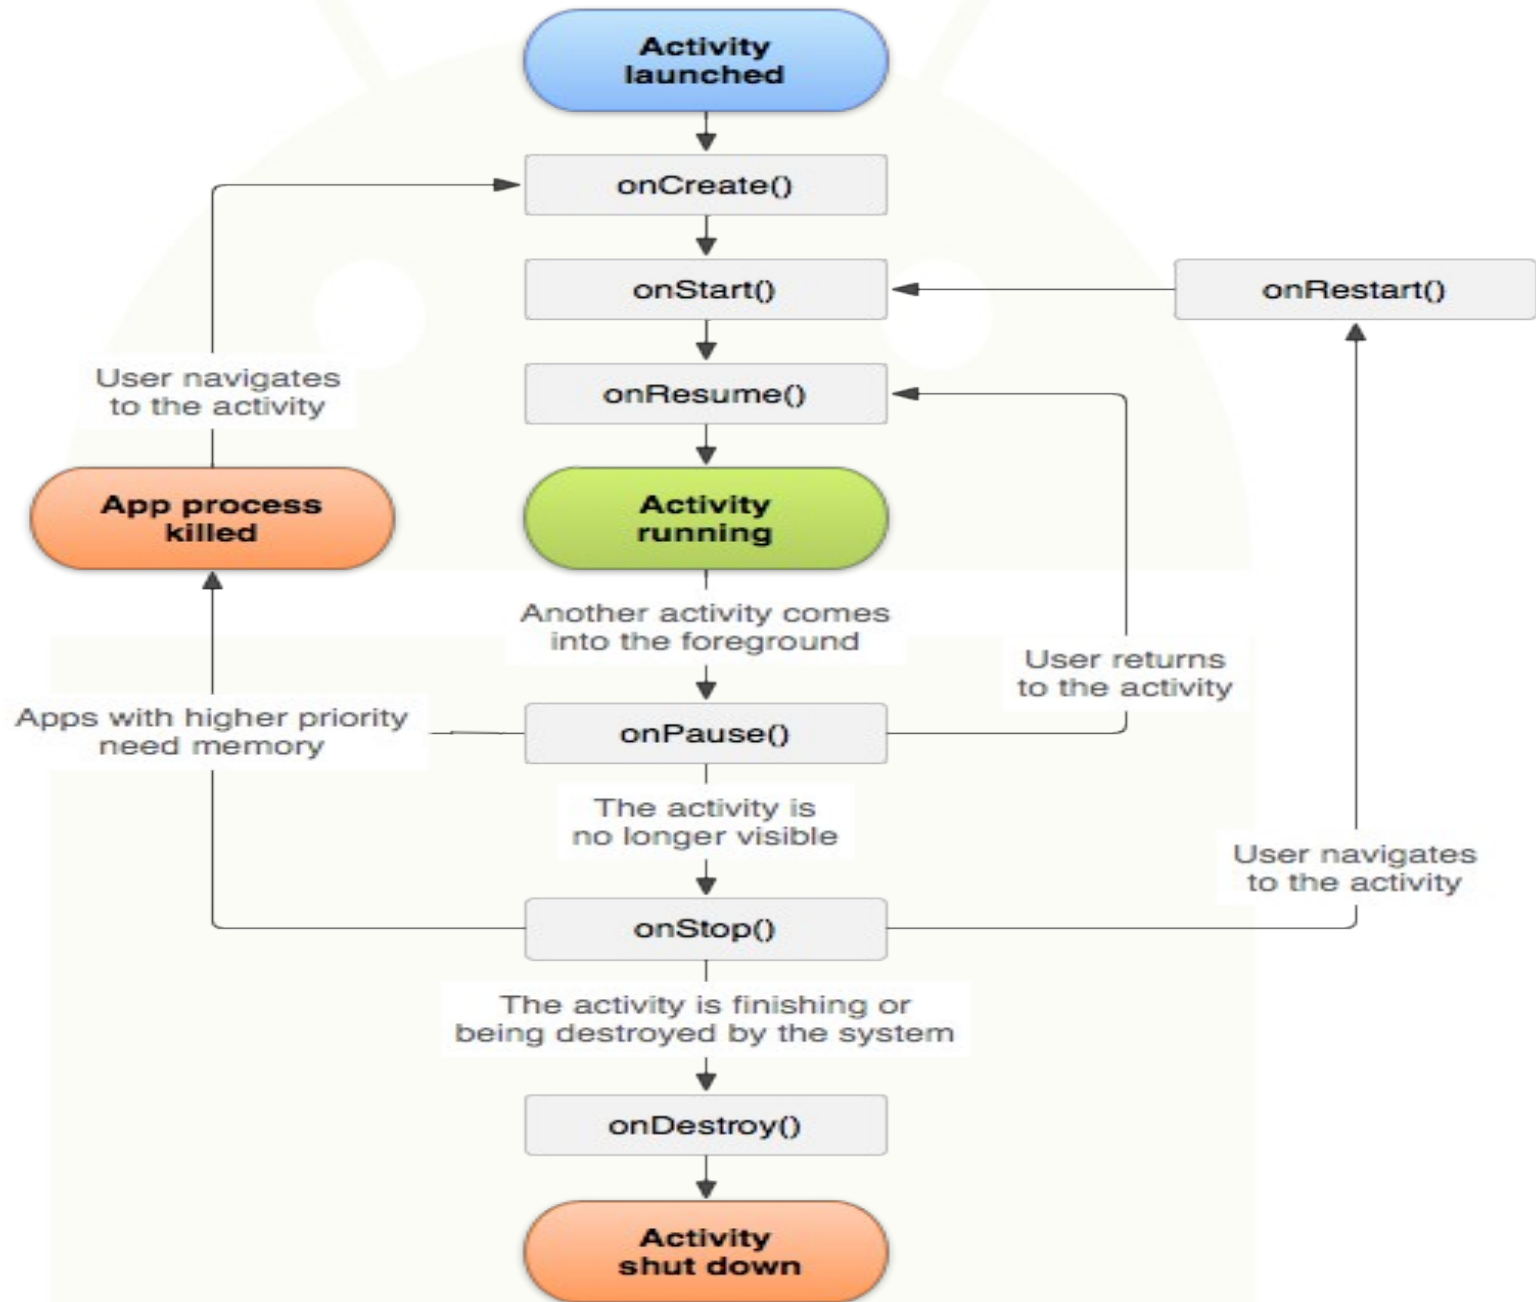 Activity
launched
onCreate()
onStart()
onRestart()
User navigates
to the activity
onResume()
App process
killed
Activity
running
Another activity comes
into the foreground
User returns
to the activity
Apps with higher priority
need memory
onPause()
The activity is
no longer visible
User navigates
to the activity
onStop()
The activity is finishing or
being destroyed by the system
onDestroy()
Activity
shut down